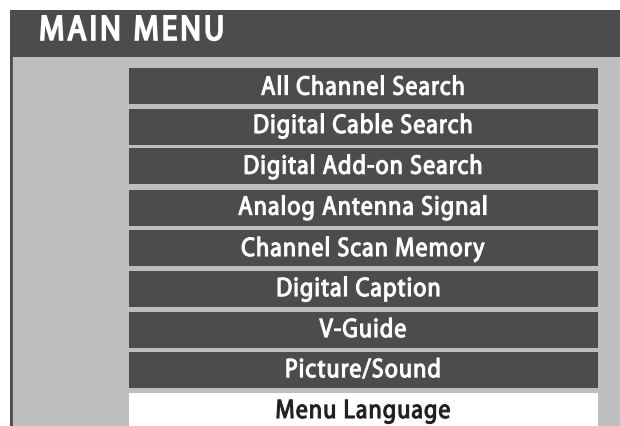 MAIN MENU
All Channel Search
Digital Cable Search
Digital Add-on Search
Analog Antenna Signal
Channel Scan Memory
Digital Caption
V-Guide
Picture/Sound
Menu Language